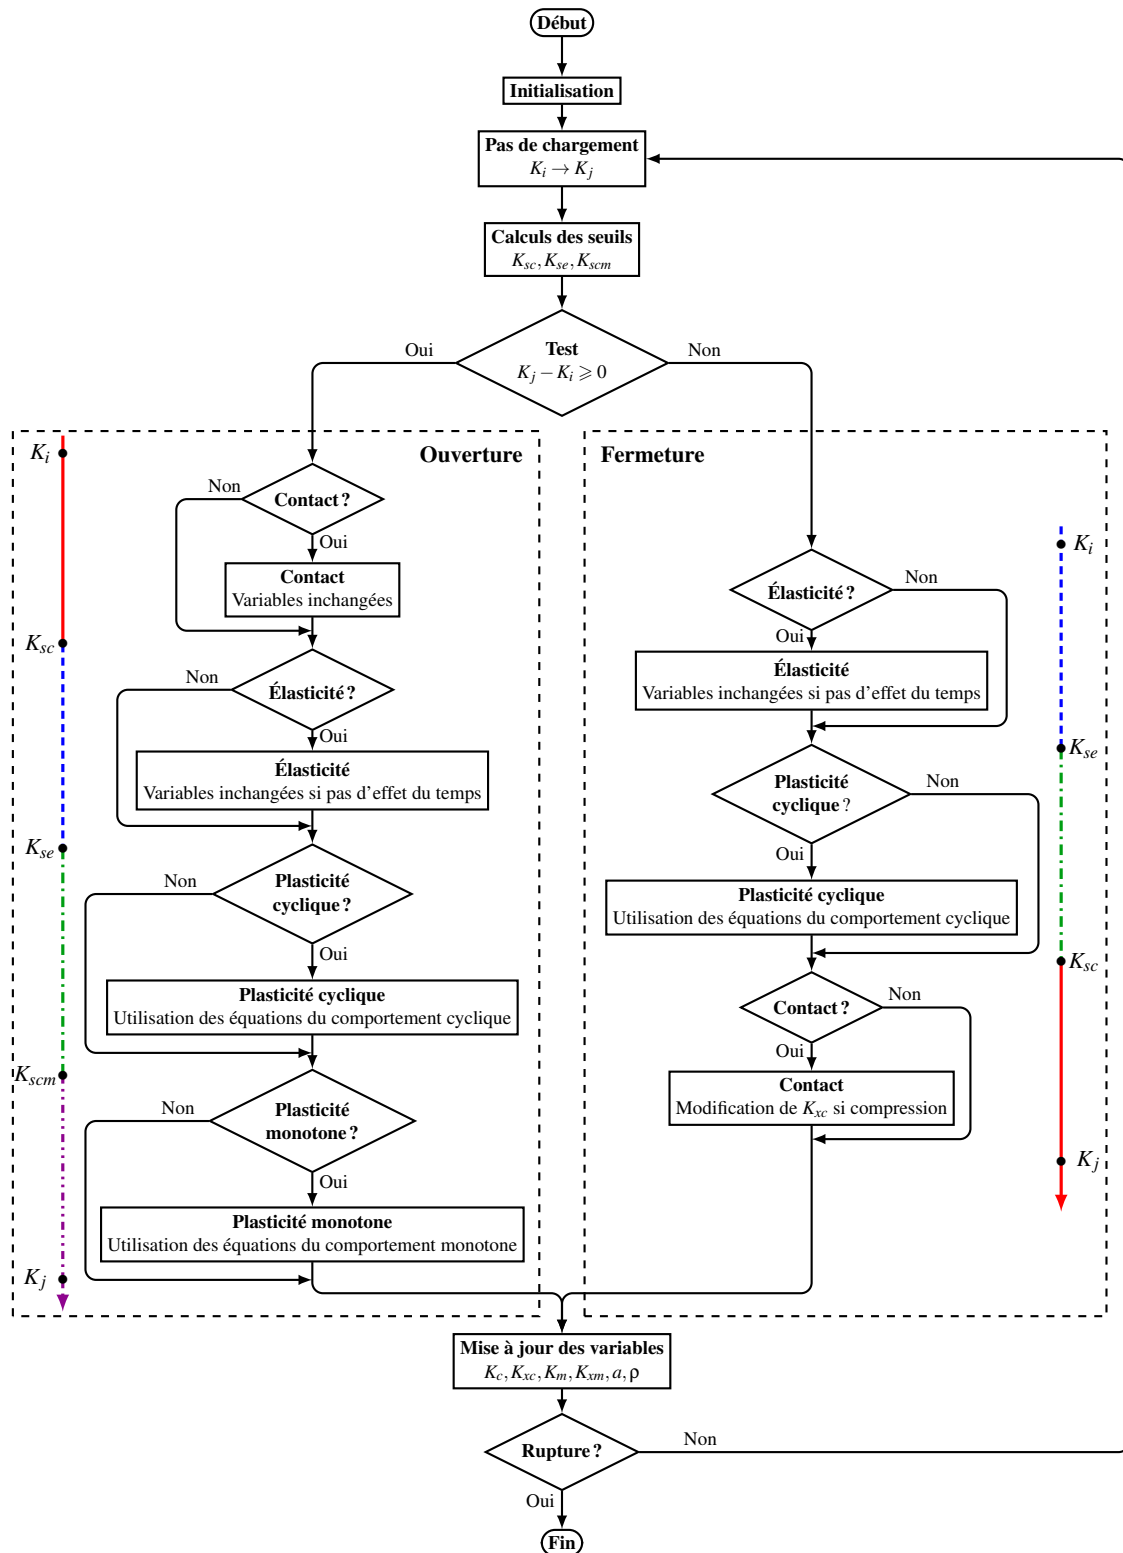 Début
Initialisation
Pas de chargement
K_i → K_j
Calculs des seuils
K_sc, K_se, K_scm
Oui
Test
K_j − K_i ⩾ 0
Non
Ouverture
K_i
Non
Contact ?
Oui
Contact
Variables inchangées
K_sc
Non
Élasticité ?
Oui
Élasticité
Variables inchangées si pas d'effet du temps
K_se
Non
Plasticité
cyclique ?
Oui
Plasticité cyclique
Utilisation des équations du comportement cyclique
K_scm
Non
Plasticité
monotone ?
Oui
Plasticité monotone
Utilisation des équations du comportement monotone
K_j
Fermeture
K_i
Élasticité ?
Non
Oui
Élasticité
Variables inchangées si pas d'effet du temps
K_se
Plasticité
cyclique ?
Non
Oui
Plasticité cyclique
Utilisation des équations du comportement cyclique
K_sc
Contact ?
Non
Oui
Contact
Modification de K_xc si compression
K_j
Mise à jour des variables
K_c, K_xc, K_m, K_xm, a, ρ
Rupture ?
Non
Oui
Fin